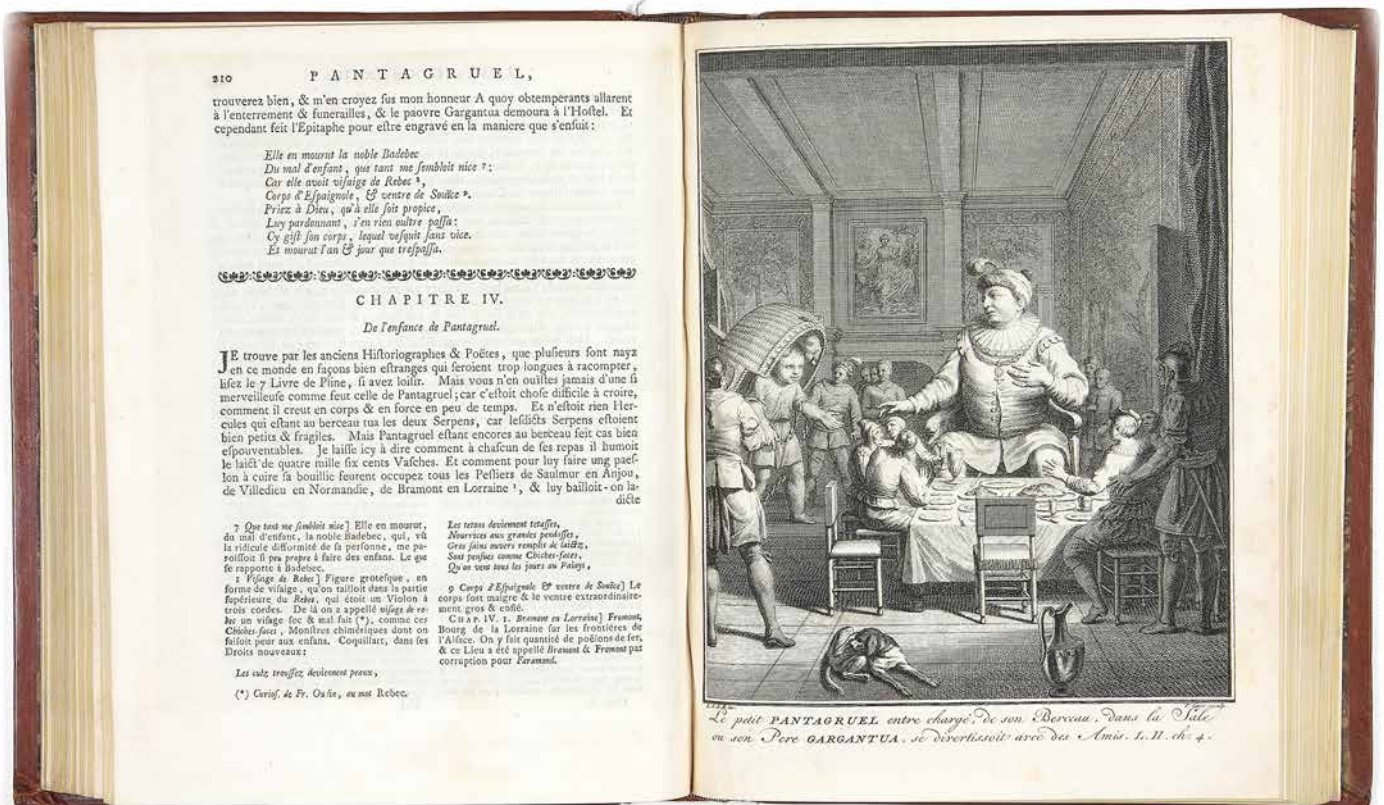 210 PANTAGRUEL,
trouverez bien, & m'en croyez ſus mon honneur A quoy obtemperants allarent
à l'enterrement & funerailles, & le paovre Gargantua demoura à l'Hoſtel. Et
cependant feit l'Epitaphe pour eſtre engravé en la maniere que s'enſuit:
Elle en mourut la noble Badebec
Du mal d'enfant, que tant me ſembloit nice 7:
Car elle avoit viſaige de Rebec 8,
Corps d'Eſpaignole, & ventre de Souïce 9.
Priez à Dieu, qu'à elle ſoit propice,
Luy pardonnant, s'en rien oultre paſſa:
Cy giſt ſon corps, lequel veſquit ſans vice.
Et mourut l'an & jour que treſpaſſa.
CHAPITRE IV.
De l'enfance de Pantagruel.
JE trouve par les anciens Hiſtoriographes & Poëtes, que pluſieurs ſont nayz
en ce monde en façons bien eſtranges qui ſeroient trop longues à racompter,
liſez le 7 Livre de Pline, ſi avez loiſir. Mais vous n'en ouïſtes jamais d'une ſi
merveilleuſe comme feut celle de Pantagruel; car c'eſtoit choſe difficile à croire,
comment il creut en corps & en force en peu de temps. Et n'eſtoit rien Her-
cules qui eſtant au berceau tua les deux Serpens, car leſdicts Serpens eſtoient
bien petits & fragiles. Mais Pantagruel eſtant encores au berceau feit cas bien
eſpouventables. Je laiſſe icy à dire comment à chaſcun de ſes repas il humoit
le laict de quatre mille ſix cents Vaſches. Et comment pour luy faire ung paeſ-
lon à cuire ſa bouillie feurent occupez tous les Peſliers de Saulmur en Anjou,
de Villedieu en Normandie, de Bramont en Lorraine 1, & luy bailloit-on la-
dicte
7 Que tant me ſembloit nice] Elle en mourut,
du mal d'enfant, la noble Badebec, qui, vû
la ridicule difformité de ſa perſonne, me pa-
roiſſoit ſi peu propre à faire des enfans. Le que
ſe rapporte à Badebec.
Viſaige de Rebec] Figure groteſque, en
forme de viſaige, qu'on tailloit dans la partie
ſupérieure du Rebec, qui étoit un Violon à
trois cordes. De là on a appellé viſage de re-
bec un viſage ſec & mal fait (*), comme ces
Chiches-faces, Monſtres chimériques dont on
faiſoit peur aux enfans. Coquillart, dans ſes
Droits nouveaux:
Les culz trouſſez deviennent peaux,
(*) Curioſ. de Fr. Oudin, au mot Rebec.
Les tetans deviennent tetaſſes,
Nourrices aux grandes pendiſſes,
Gros ſains ouvers remplis de laictz,
Sont penſues comme Chiches-faces,
Qu'on vent tous les jours au Palays,
9 Corps d'Eſpaignole & ventre de Souïce] Le
corps fort maigre & le ventre extraordinaire-
ment gros & enflé.
CHAP. IV. 1. Bramont en Lorraine] Fromont,
Bourg de la Lorraine ſur les frontières de
l'Alſace. On y fait quantité de poëlons de fer,
& ce Lieu a été appellé Bramont & Fromont par
corruption pour Faramond.
Le petit PANTAGRUEL entre chargé, de son Berceau, dans la Sale
ou son Pere GARGANTUA, se divertissoit avec des Amis. L. II. ch. 4.